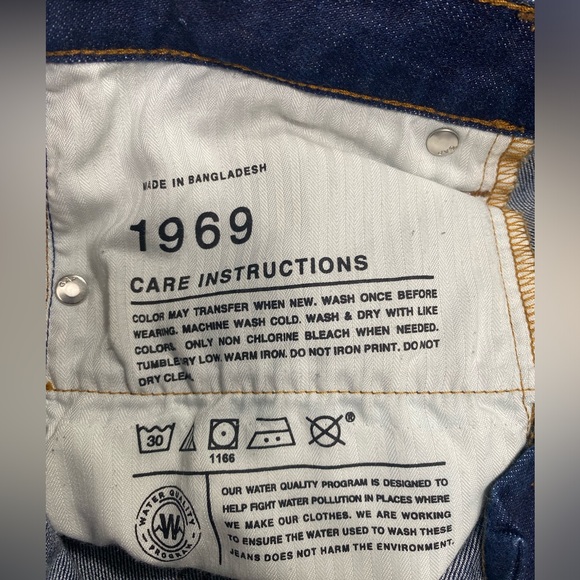 MADE IN BANGLADESH
1969
CARE INSTRUCTIONS
COLOR MAY TRANSFER WHEN NEW. WASH ONCE BEFORE
WEARING. MACHINE WASH COLD. WASH & DRY WITH LIKE
COLORS. ONLY NON CHLORINE BLEACH WHEN NEEDED.
TUMBLE DRY LOW. WARM IRON. DO NOT IRON PRINT. DO NOT
DRY CLEAN.
30
®
1166
WATER QUALITY
W
PROGRAM
OUR WATER QUALITY PROGRAM IS DESIGNED TO
HELP FIGHT WATER POLLUTION IN PLACES WHERE
WE MAKE OUR CLOTHES. WE ARE WORKING
TO ENSURE THE WATER USED TO WASH THESE
JEANS DOES NOT HARM THE ENVIRONMENT.